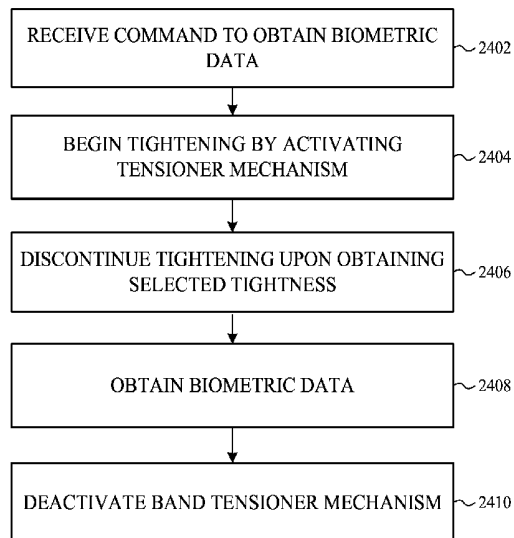 RECEIVE COMMAND TO OBTAIN BIOMETRIC
DATA
2402
BEGIN TIGHTENING BY ACTIVATING
TENSIONER MECHANISM
2404
DISCONTINUE TIGHTENING UPON OBTAINING
SELECTED TIGHTNESS
2406
OBTAIN BIOMETRIC DATA
2408
DEACTIVATE BAND TENSIONER MECHANISM
2410